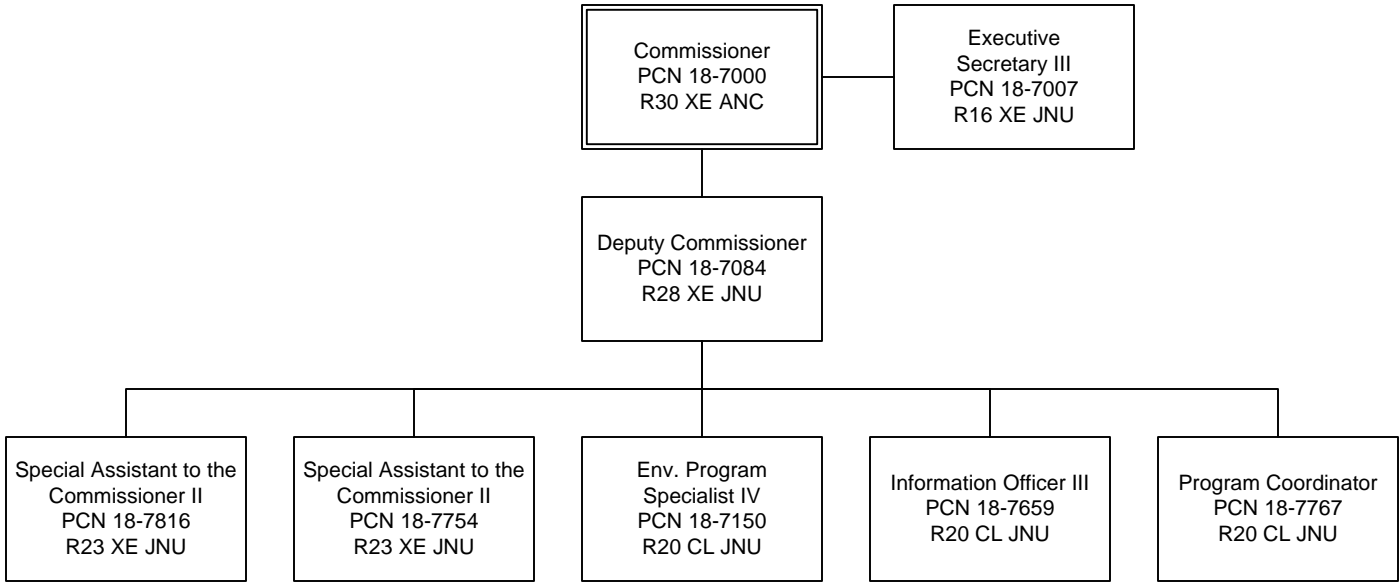 Commissioner
PCN 18-7000
R30 XE ANC
Executive
Secretary III
PCN 18-7007
R16 XE JNU
Deputy Commissioner
PCN 18-7084
R28 XE JNU
Special Assistant to the
Commissioner II
PCN 18-7816
R23 XE JNU
Special Assistant to the
Commissioner II
PCN 18-7754
R23 XE JNU
Env. Program
Specialist IV
PCN 18-7150
R20 CL JNU
Information Officer III
PCN 18-7659
R20 CL JNU
Program Coordinator
PCN 18-7767
R20 CL JNU